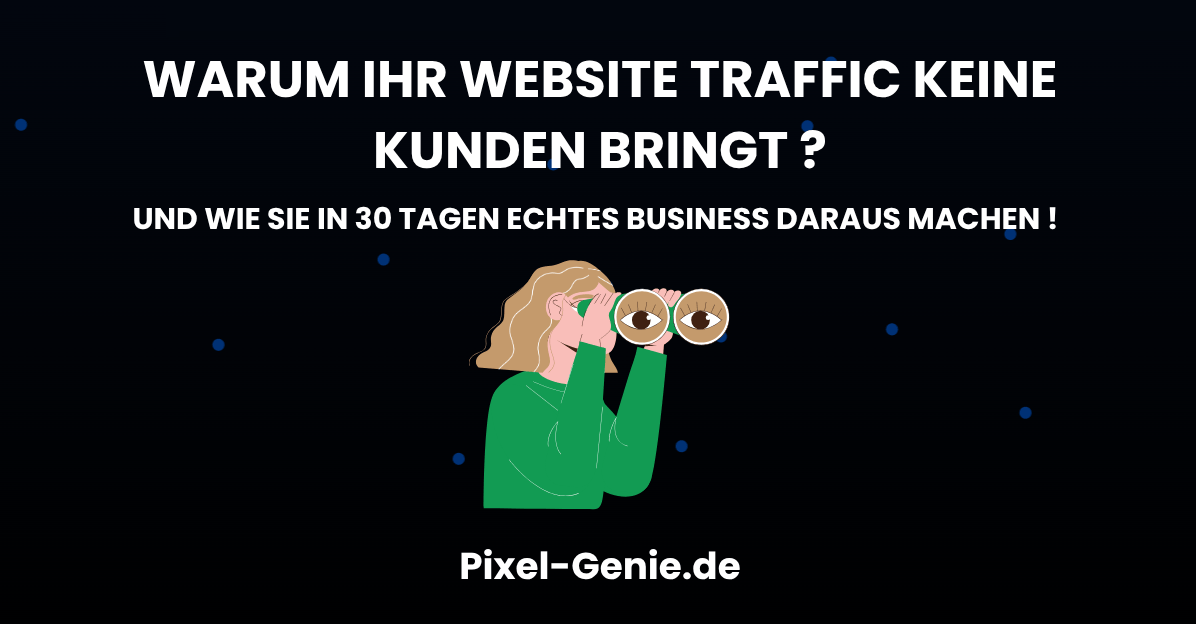 WARUM IHR WEBSITE TRAFFIC KEINE
KUNDEN BRINGT ?
UND WIE SIE IN 30 TAGEN ECHTES BUSINESS DARAUS MACHEN !
Pixel-Genie.de